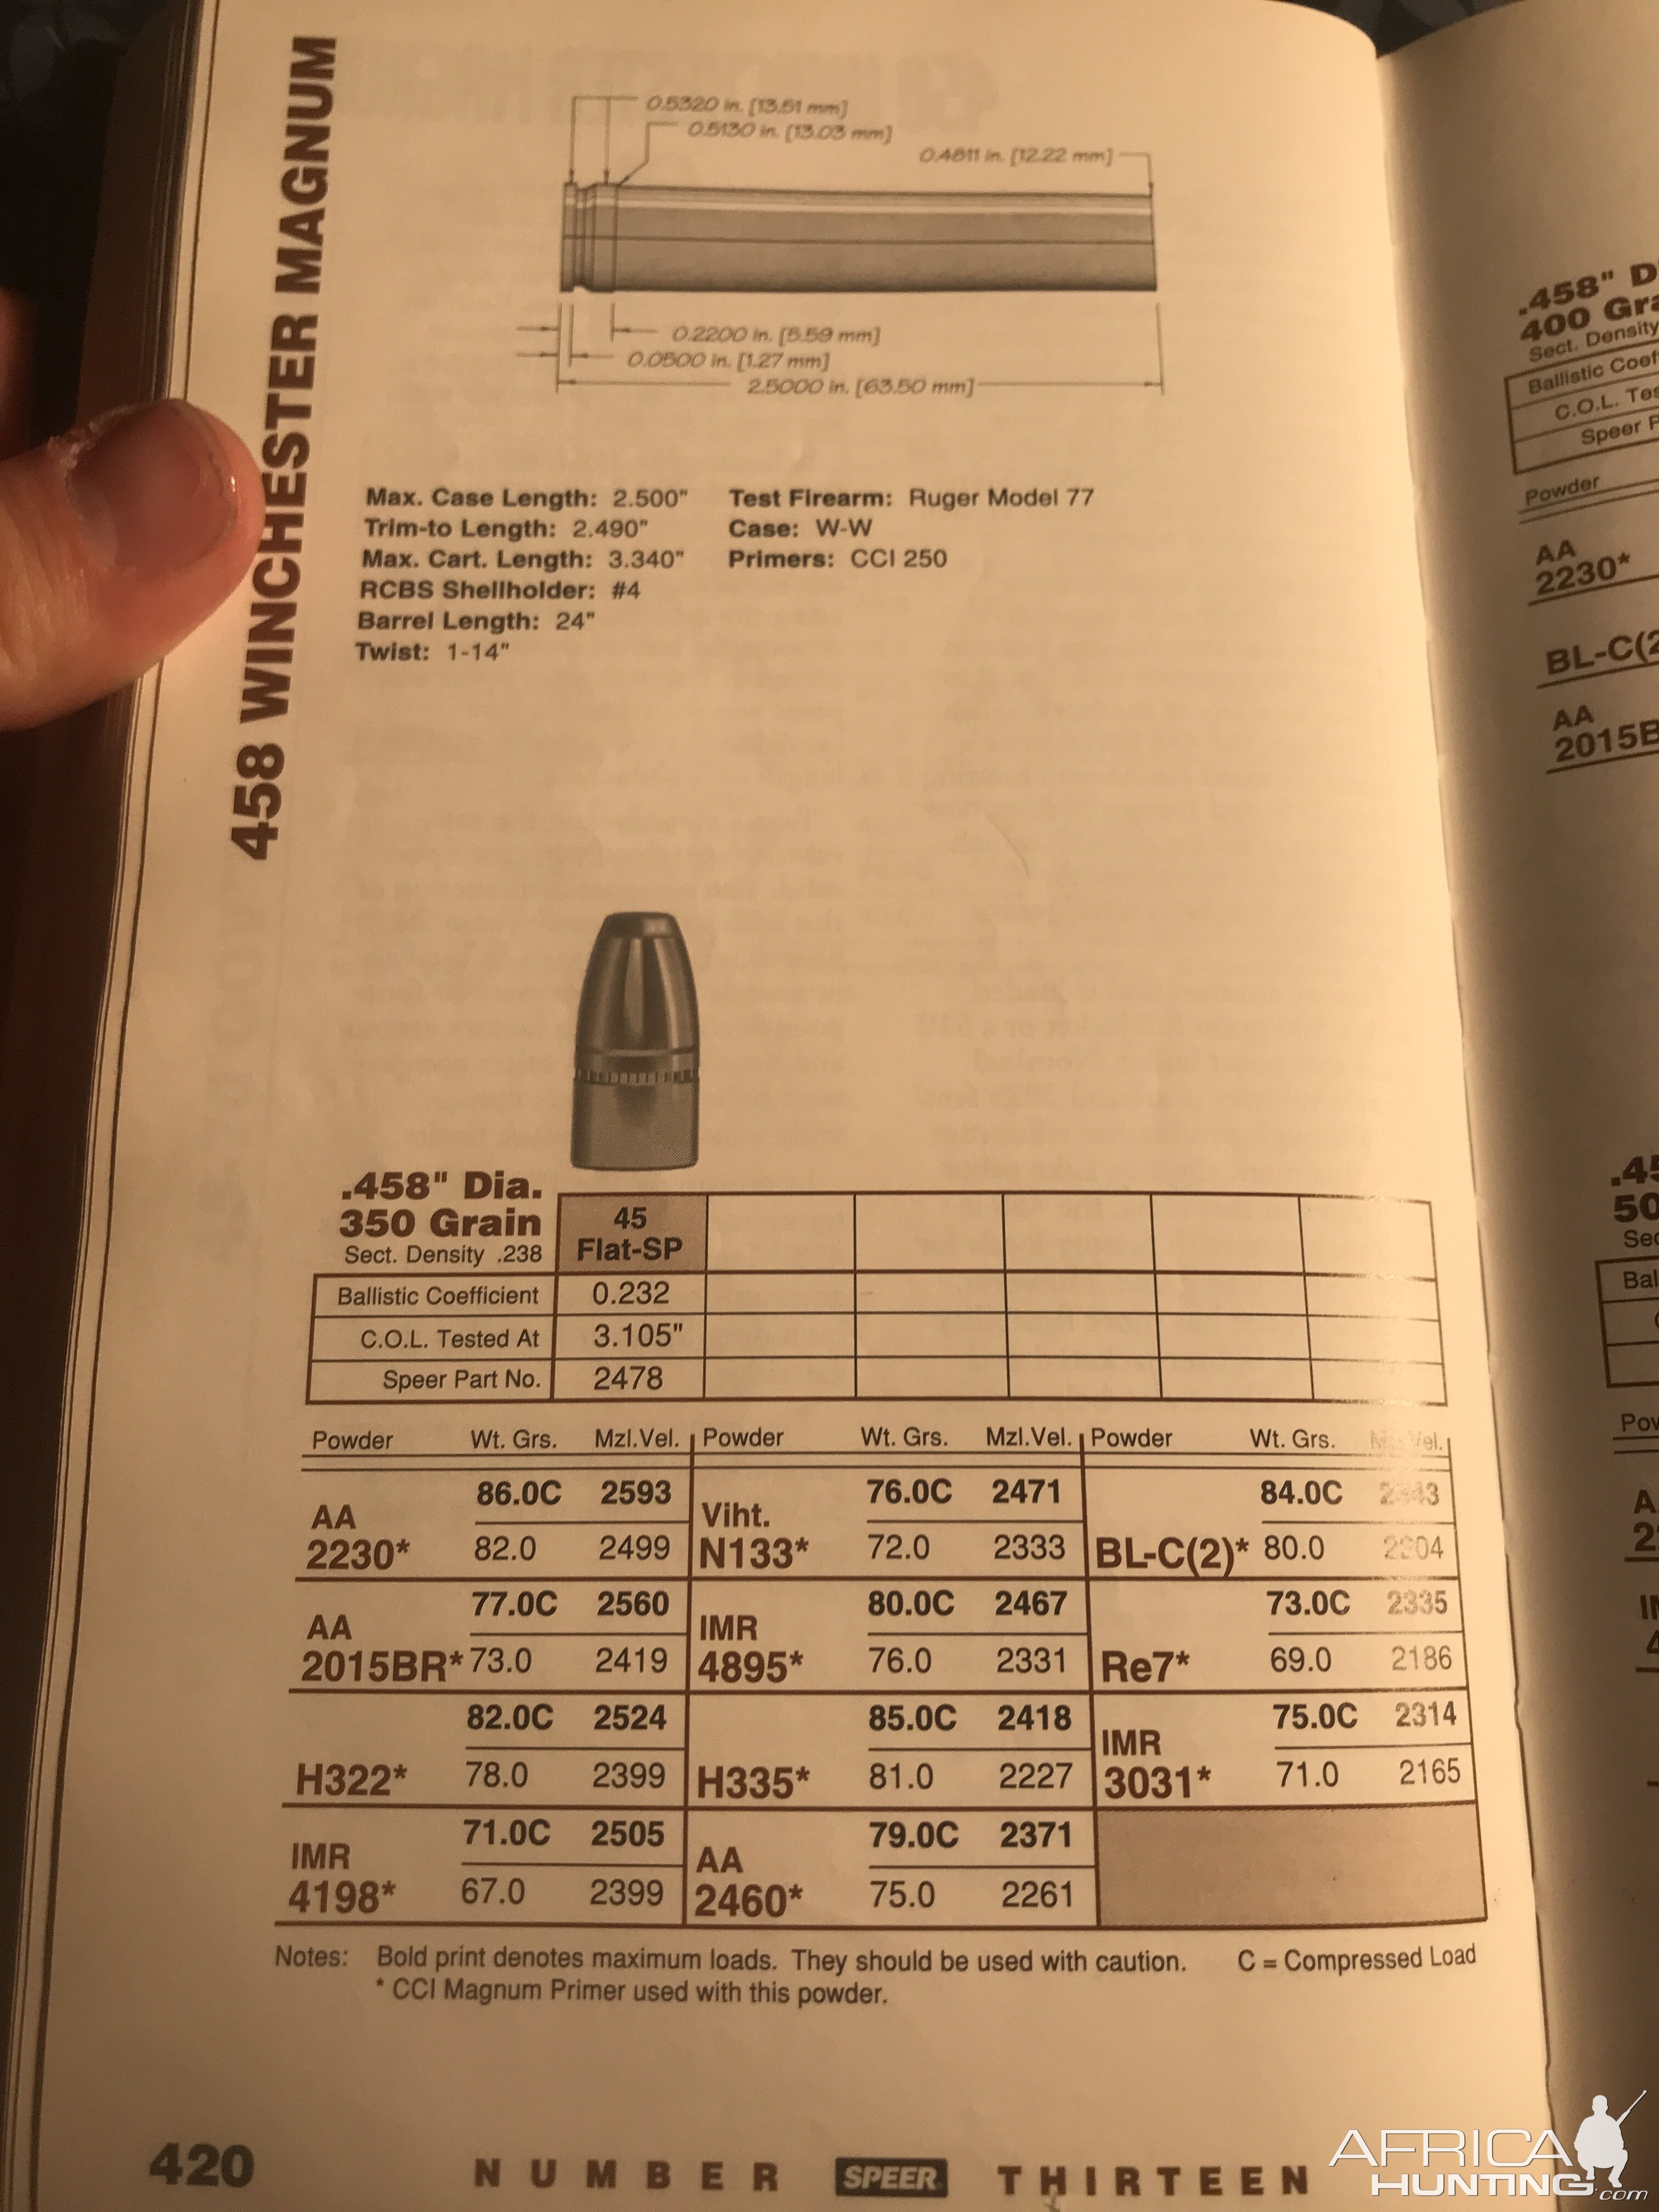 458 WINCHESTER MAGNUM
0.5320 in. [13.51 mm]
0.5130 in. [13.03 mm]
0.4811 in. [12.22 mm]
0.2200 in. [5.59 mm]
0.0500 in. [1.27 mm]
2.5000 in. [63.50 mm]
Max. Case Length: 2.500" Test Firearm: Ruger Model 77
Trim-to Length: 2.490" Case: W-W
Max. Cart. Length: 3.340" Primers: CCI 250
RCBS Shellholder: #4
Barrel Length: 24"
Twist: 1-14"
.458" Dia.
350 Grain
Sect. Density .238
45
Flat-SP
Ballistic Coefficient 0.232
C.O.L. Tested At 3.105"
Speer Part No. 2478
Powder Wt. Grs. Mzl.Vel. Powder Wt. Grs. Mzl.Vel. Powder Wt. Grs. Vel.
AA 86.0C 2593 Viht. 76.0C 2471 84.0C
2230* 82.0 2499 N133* 72.0 2333 BL-C(2)* 80.0
AA 77.0C 2560 IMR 80.0C 2467 73.0C 2335
2015BR* 73.0 2419 4895* 76.0 2331 Re7* 69.0 2186
82.0C 2524 85.0C 2418 IMR 75.0C 2314
H322* 78.0 2399 H335* 81.0 2227 3031* 71.0 2165
IMR 71.0C 2505 AA 79.0C 2371
4198* 67.0 2399 2460* 75.0 2261
Notes: Bold print denotes maximum loads. They should be used with caution. C = Compressed Load
* CCI Magnum Primer used with this powder.
420 NUMBER SPEER THIRTEEN
.458"
400
Sect. Density
Ballistic
C.O.L.
Speer
Powder
AA
2230*
AA
AFRICA
HUNTING.com